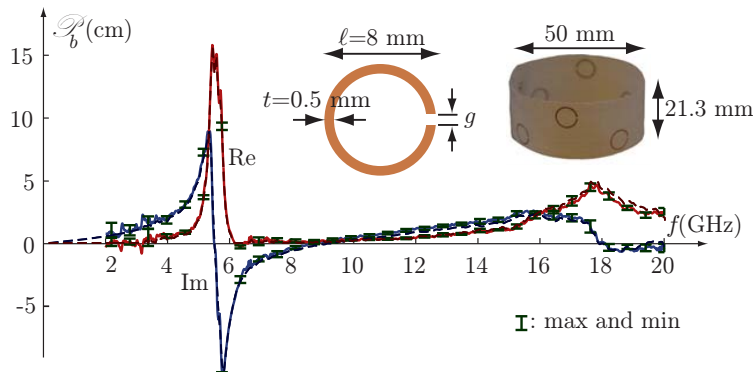 𝒫b(cm)
ℓ=8 mm
50 mm
15
t=0.5 mm
g
21.3 mm
10
Re
5
f(GHz)
0
2 4 6 8 10 12 14 16 18 20
Im
-5
I: max and min